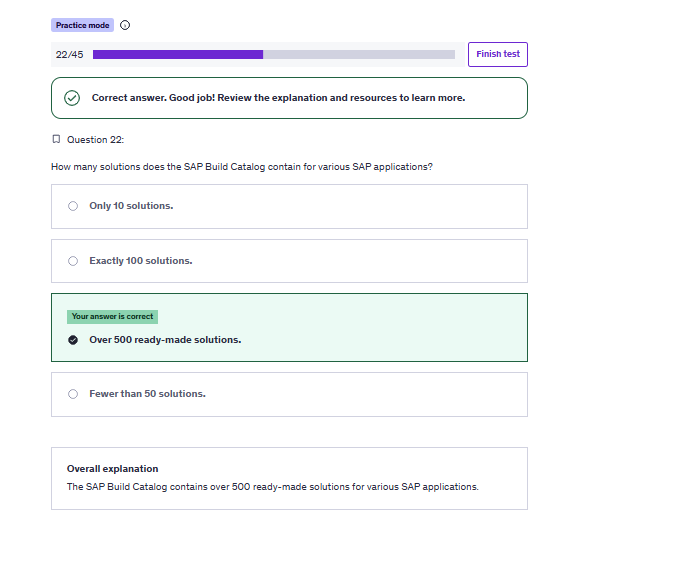 Practice mode
22/45
Finish test
Correct answer. Good job! Review the explanation and resources to learn more.
Question 22:
How many solutions does the SAP Build Catalog contain for various SAP applications?
Only 10 solutions.
Exactly 100 solutions.
Your answer is correct
Over 500 ready-made solutions.
Fewer than 50 solutions.
Overall explanation
The SAP Build Catalog contains over 500 ready-made solutions for various SAP applications.